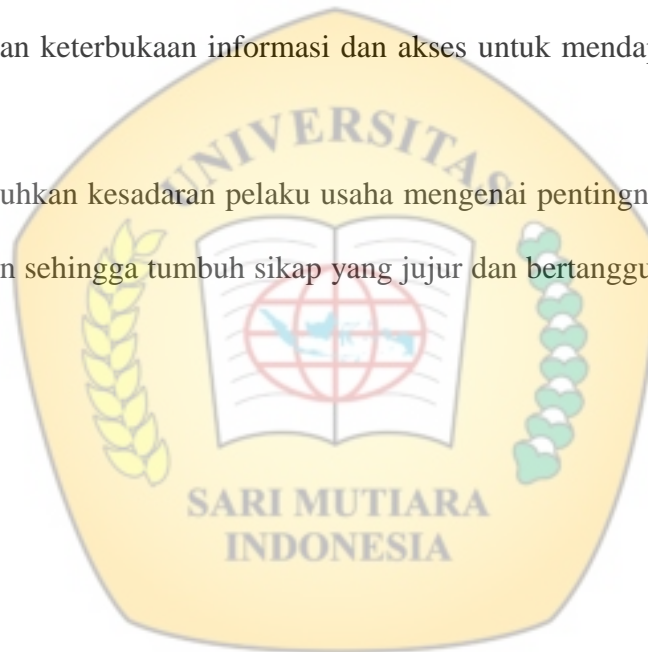 an keterbukaan informasi dan akses untuk mendap
UNIVERSITAS
uhkan kesadaran pelaku usaha mengenai pentingn
n sehingga tumbuh sikap yang jujur dan bertanggu
SARI MUTIARA
INDONESIA